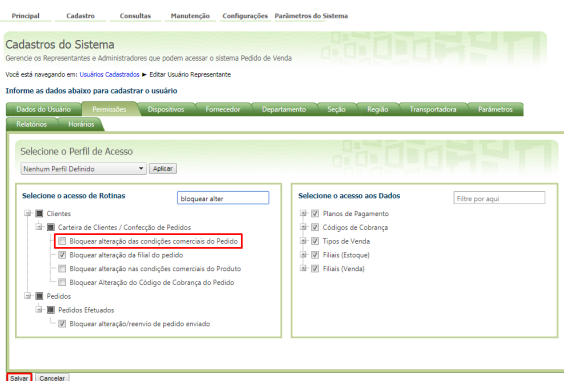 Principal Cadastro Consultas Manutenção Configurações Parâmetros do Sistema
Cadastros do Sistema
Gerencie os Representantes e Administradores que podem acessar o sistema Pedido de Venda
Você está navegando em: Usuários Cadastrados ► Editar Usuário Representante
Informe as dados abaixo para cadastrar o usuário
Dados do Usuário Permissões Dispositivos Fornecedor Departamento Seção Região Transportadora Parâmetros
Relatórios Horários
Selecione o Perfil de Acesso
Nenhum Perfil Definido Aplicar
Selecione o acesso de Rotinas bloquear alter
Clientes
Carteira de Clientes / Confecção de Pedidos
Bloquear alteração das condições comerciais do Pedido
Bloquear alteração da filial do pedido
Bloquear alteração nas condições comerciais do Produto
Bloquear Alteração do Código de Cobrança do Pedido
Pedidos
Pedidos Efetuados
Bloquear alteração/reenvio de pedido enviado
Selecione o acesso aos Dados Filtre por aqui
Planos de Pagamento
Códigos de Cobrança
Tipos de Venda
Filiais (Estoque)
Filiais (Venda)
Salvar Cancelar